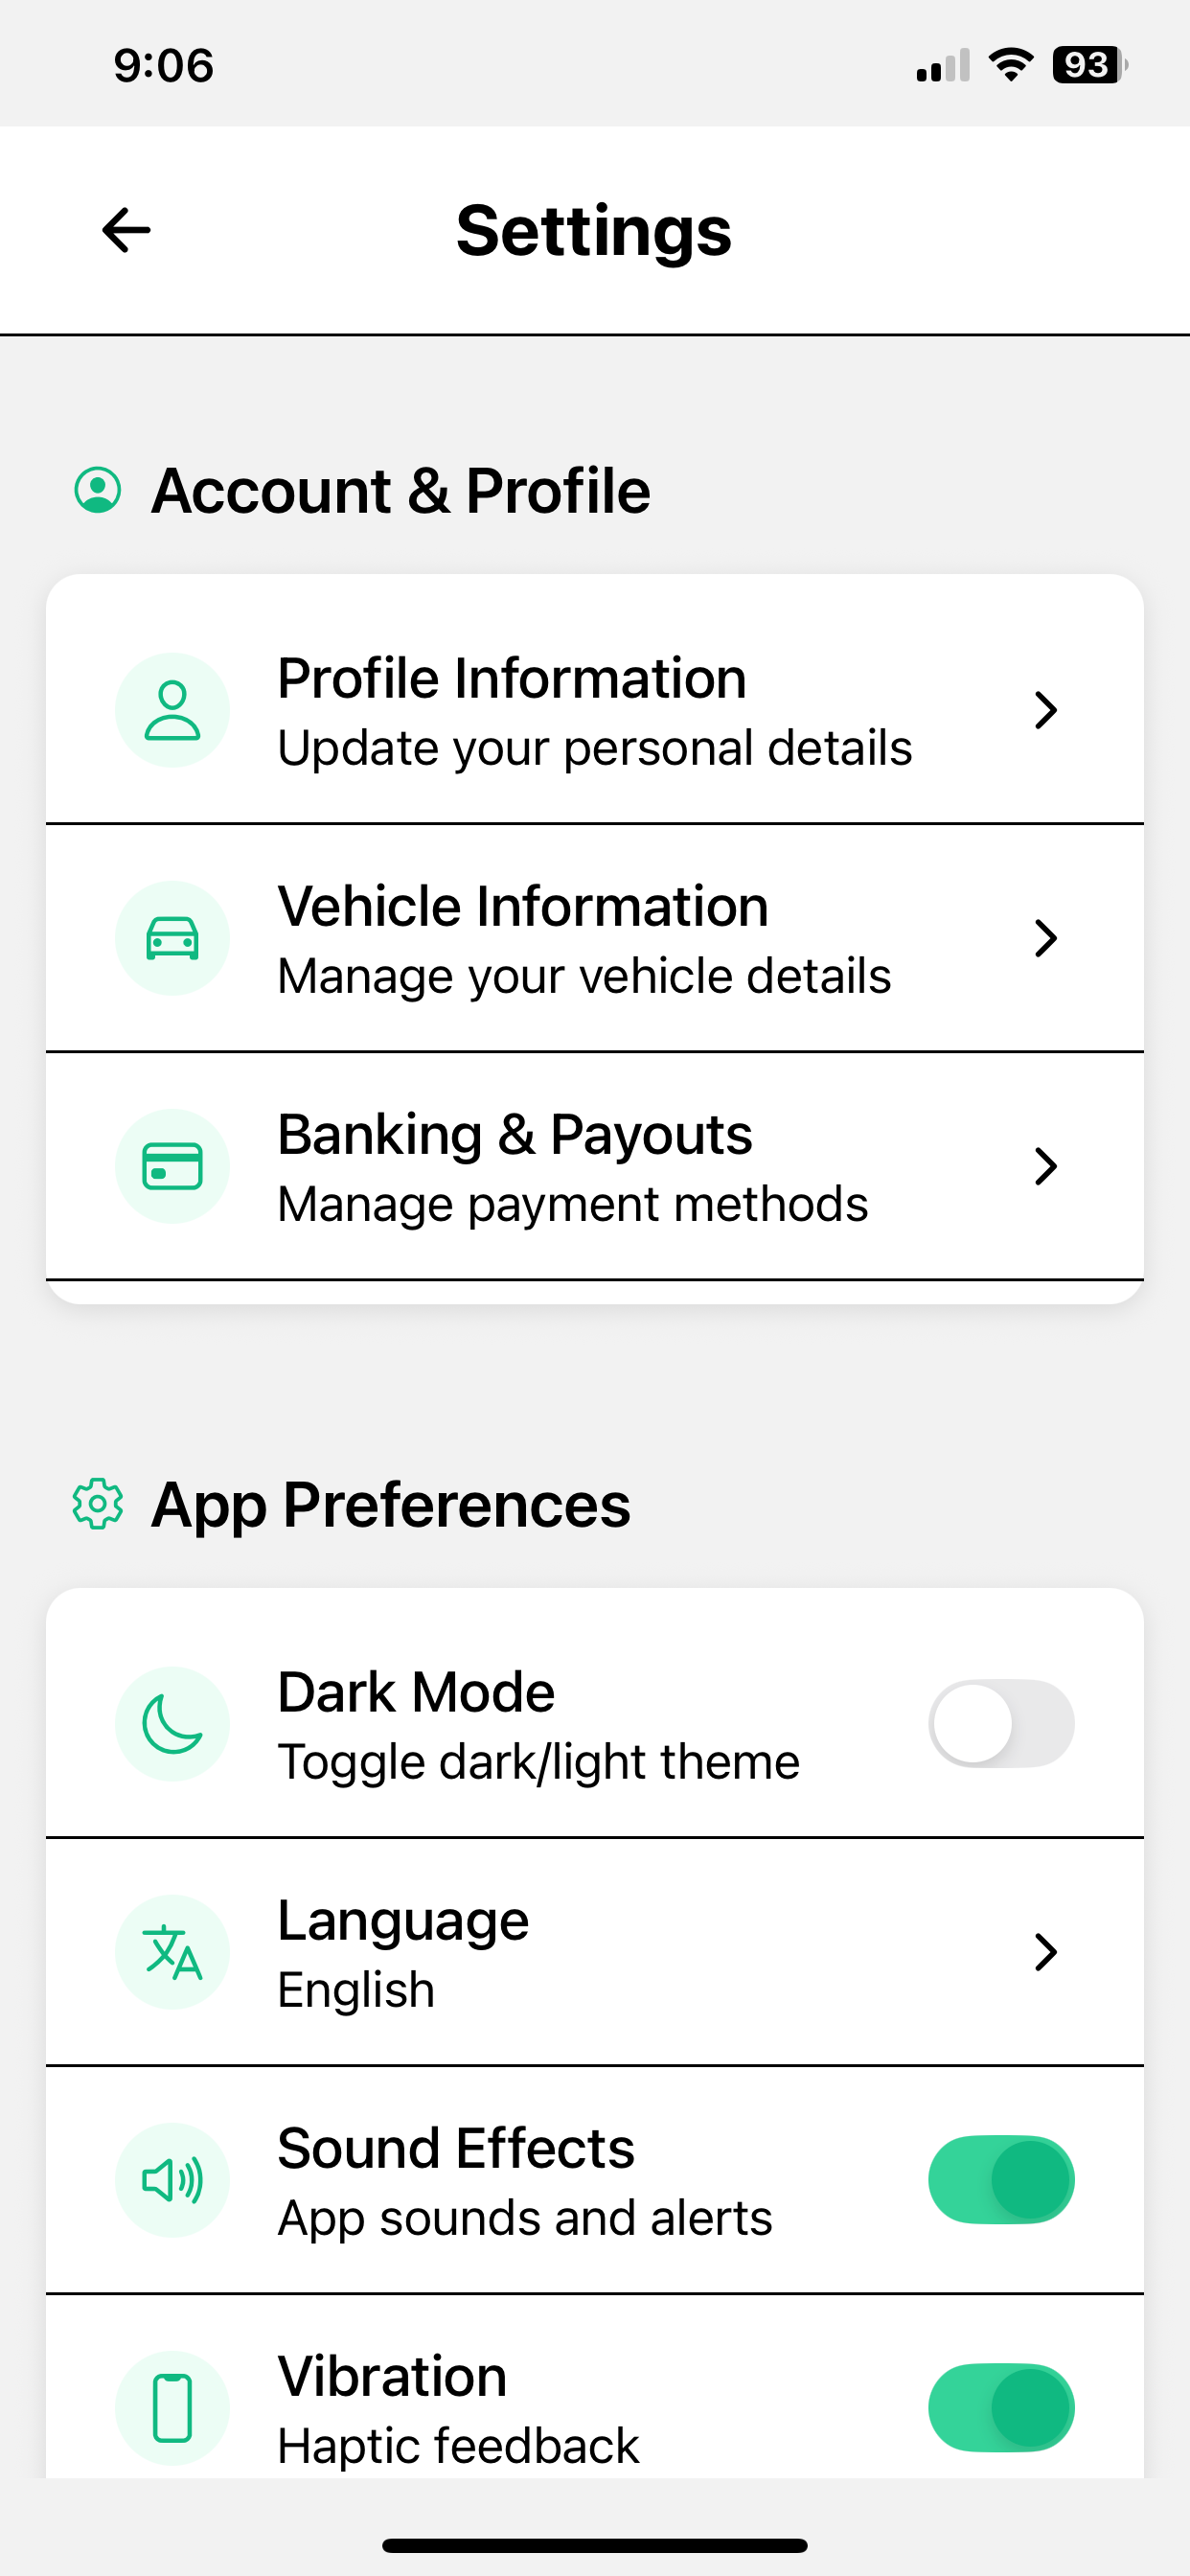 9:06
93
Settings
Account & Profile
Profile Information
Update your personal details
Vehicle Information
Manage your vehicle details
Banking & Payouts
Manage payment methods
App Preferences
Dark Mode
Toggle dark/light theme
Language
English
Sound Effects
App sounds and alerts
Vibration
Haptic feedback